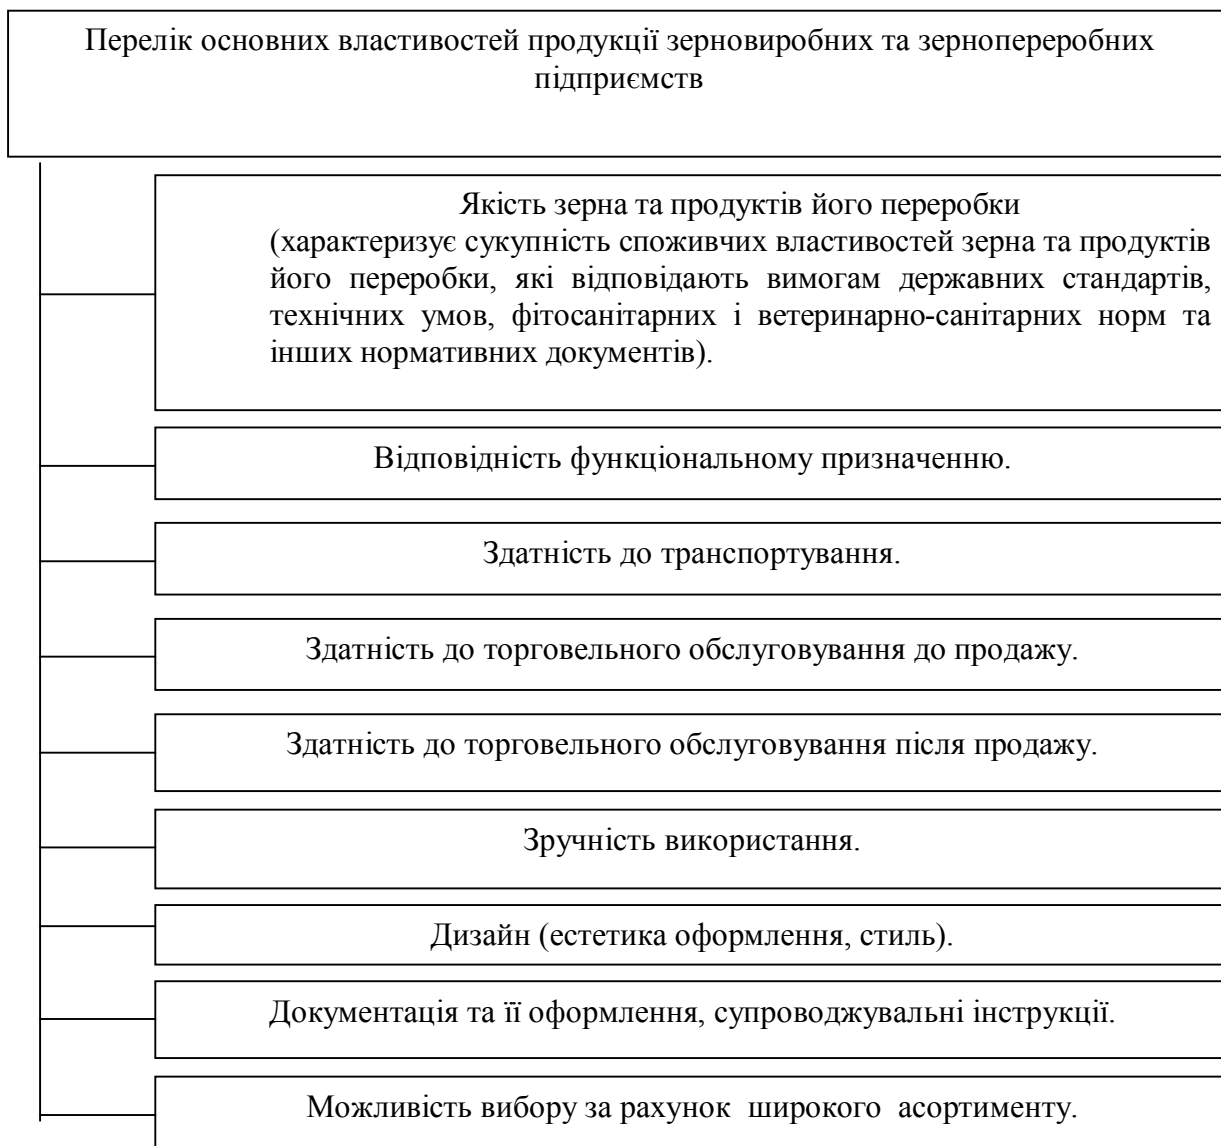 Перелік основних властивостей продукції зерновиробних та зернопереробних
підприємств
Якість зерна та продуктів його переробки
(характеризує сукупність споживчих властивостей зерна та продуктів
його переробки, які відповідають вимогам державних стандартів,
технічних умов, фітосанітарних і ветеринарно-санітарних норм та
інших нормативних документів).
Відповідність функціональному призначенню.
Здатність до транспортування.
Здатність до торговельного обслуговування до продажу.
Здатність до торговельного обслуговування після продажу.
Зручність використання.
Дизайн (естетика оформлення, стиль).
Документація та її оформлення, супроводжувальні інструкції.
Можливість вибору за рахунок широкого асортименту.